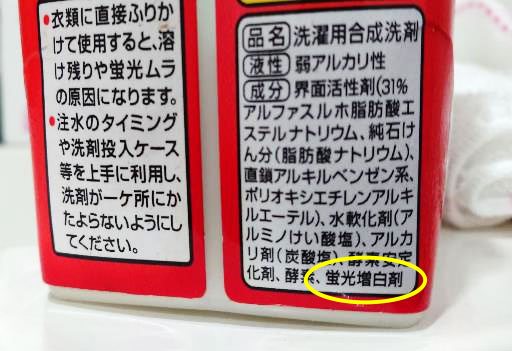 •衣類に直接ふりか
けて使用すると、溶
け残りや蛍光ムラ
の原因になります。
•注水のタイミング
や洗剤投入ケース
等を上手に利用し、
洗剤が一ケ所にか
たよらないようにし
てください。
品名 洗濯用合成洗剤
液性 弱アルカリ性
成分 界面活性剤(31%
アルファスルホ脂肪酸エ
ステルナトリウム、純石け
ん分(脂肪酸ナトリウム)、
直鎖アルキルベンゼン系、
ポリオキシエチレンアルキ
ルエーテル)、水軟化剤(ア
ルミノけい酸塩)、アルカ
リ剤(炭酸塩)、酵素安定
化剤、酵素、蛍光増白剤